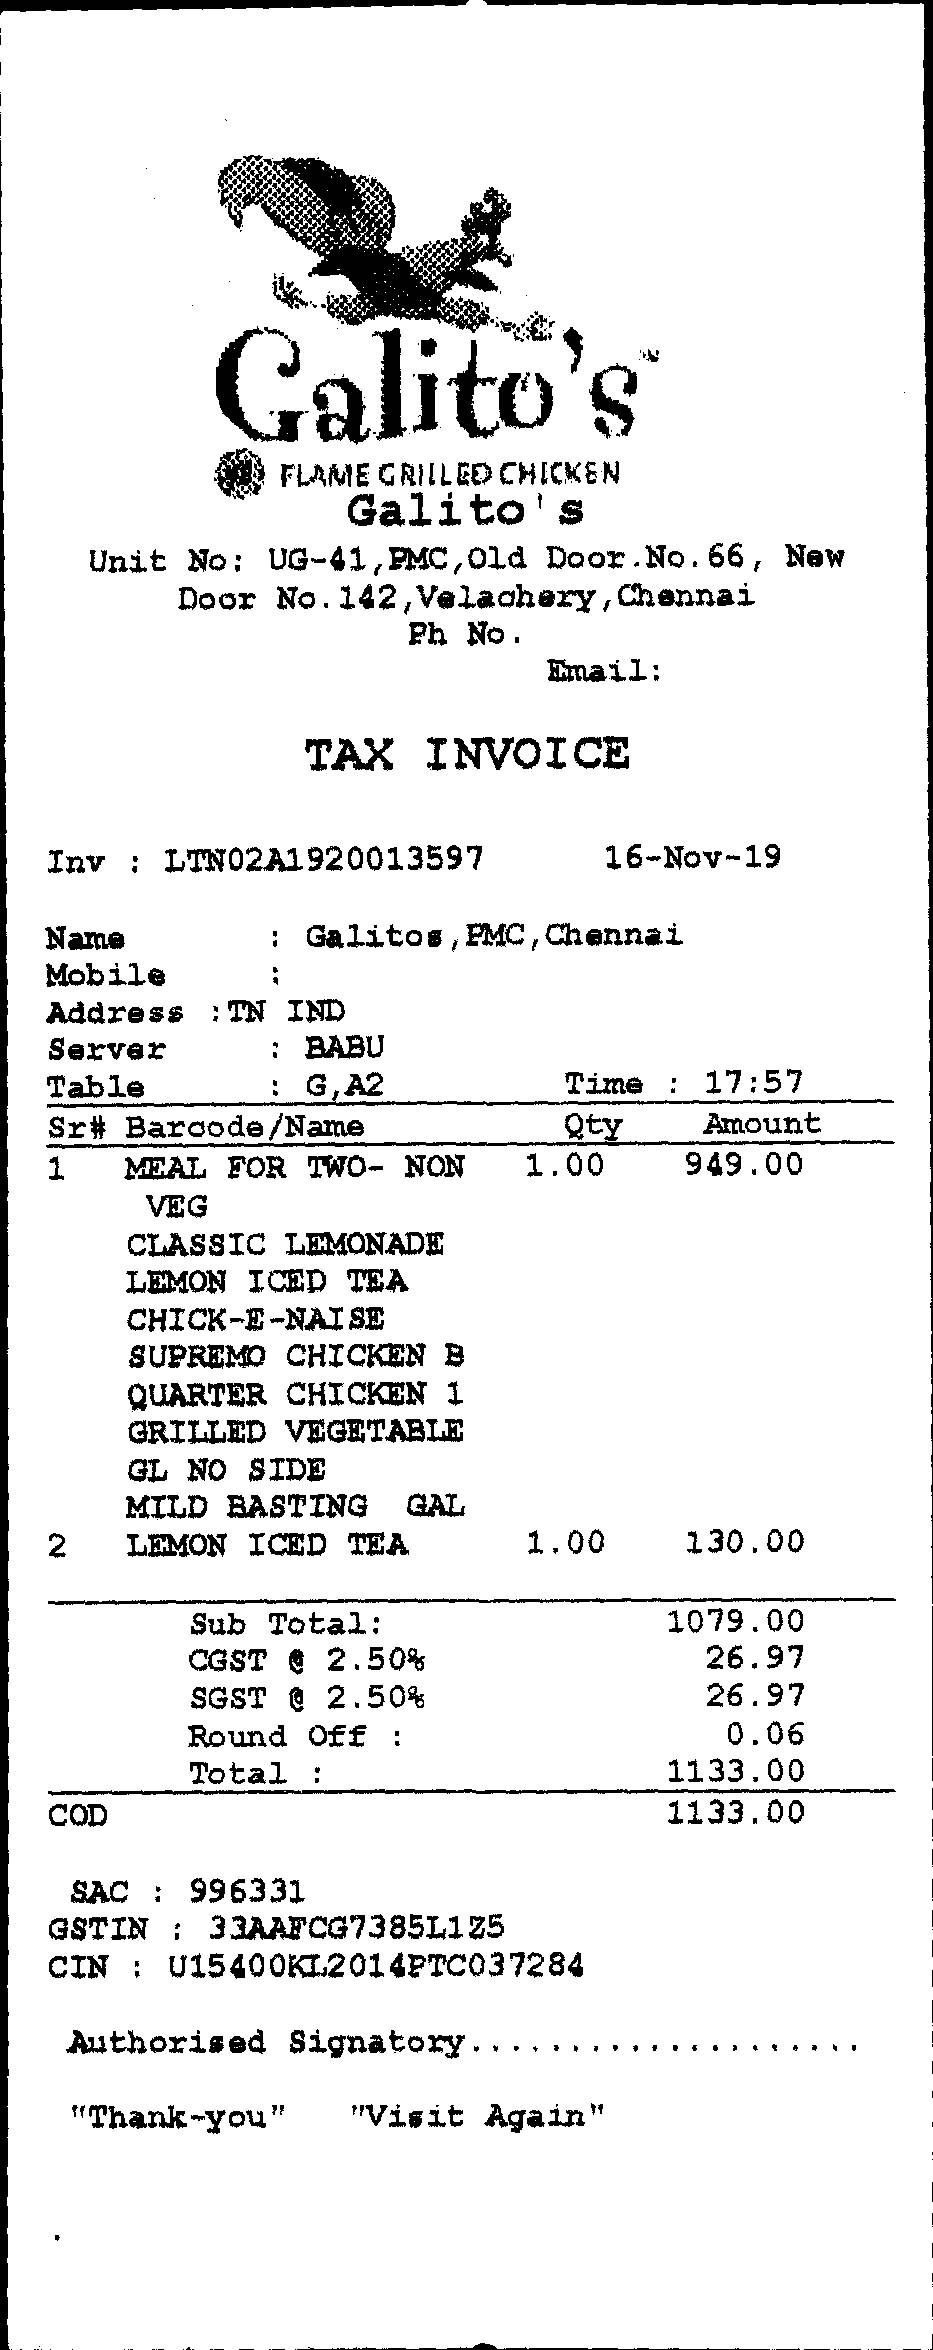 Galito's™
FLAME GRILLED CHICKEN
Galito's
Unit No: UG-41,PMC,Old Door.No.66, New
Door No.142,Velachery,Chennai
Ph No.
Email:
TAX INVOICE
Inv : LTN02A1920013597 16-Nov-19
Name : Galitos,PMC,Chennai
Mobile :
Address :TN IND
Server : BABU
Table : G,A2 Time : 17:57
Sr# Barcode/Name Qty Amount
1 MEAL FOR TWO- NON 1.00 949.00
VEG
CLASSIC LEMONADE
LEMON ICED TEA
CHICK-E-NAISE
SUPREMO CHICKEN B
QUARTER CHICKEN 1
GRILLED VEGETABLE
GL NO SIDE
MILD BASTING GAL
2 LEMON ICED TEA 1.00 130.00
Sub Total: 1079.00
CGST @ 2.50% 26.97
SGST @ 2.50% 26.97
Round Off : 0.06
Total : 1133.00
COD 1133.00
SAC : 996331
GSTIN : 33AAFCG7385L1Z5
CIN : U15400KL2014PTC037284
Authorised Signatory....................
"Thank-you" "Visit Again"